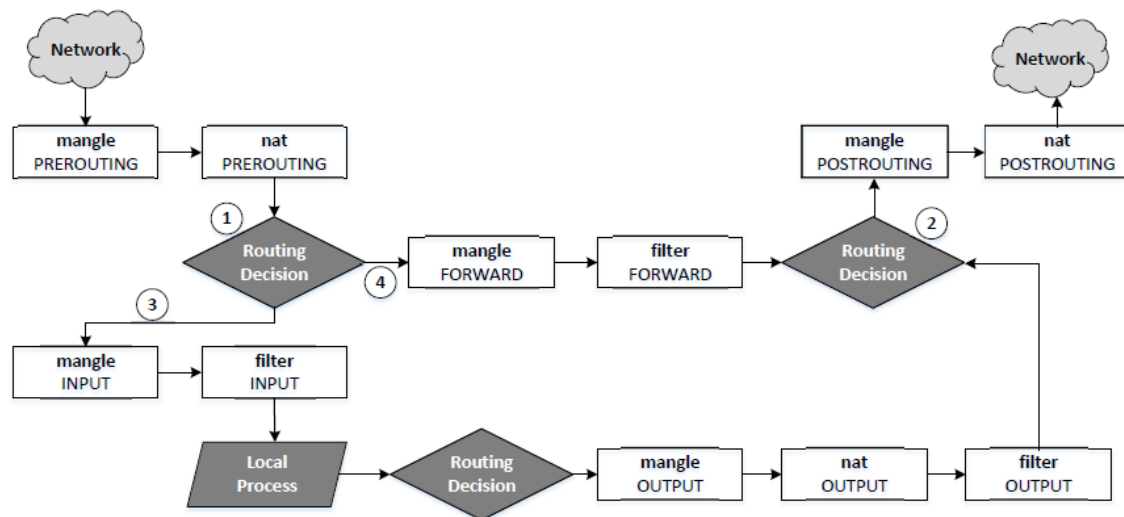 Network
Network
mangle
PREROUTING
nat
PREROUTING
mangle
POSTROUTING
nat
POSTROUTING
1
Routing
Decision
4
mangle
FORWARD
filter
FORWARD
2
Routing
Decision
3
mangle
INPUT
filter
INPUT
Local
Process
Routing
Decision
mangle
OUTPUT
nat
OUTPUT
filter
OUTPUT